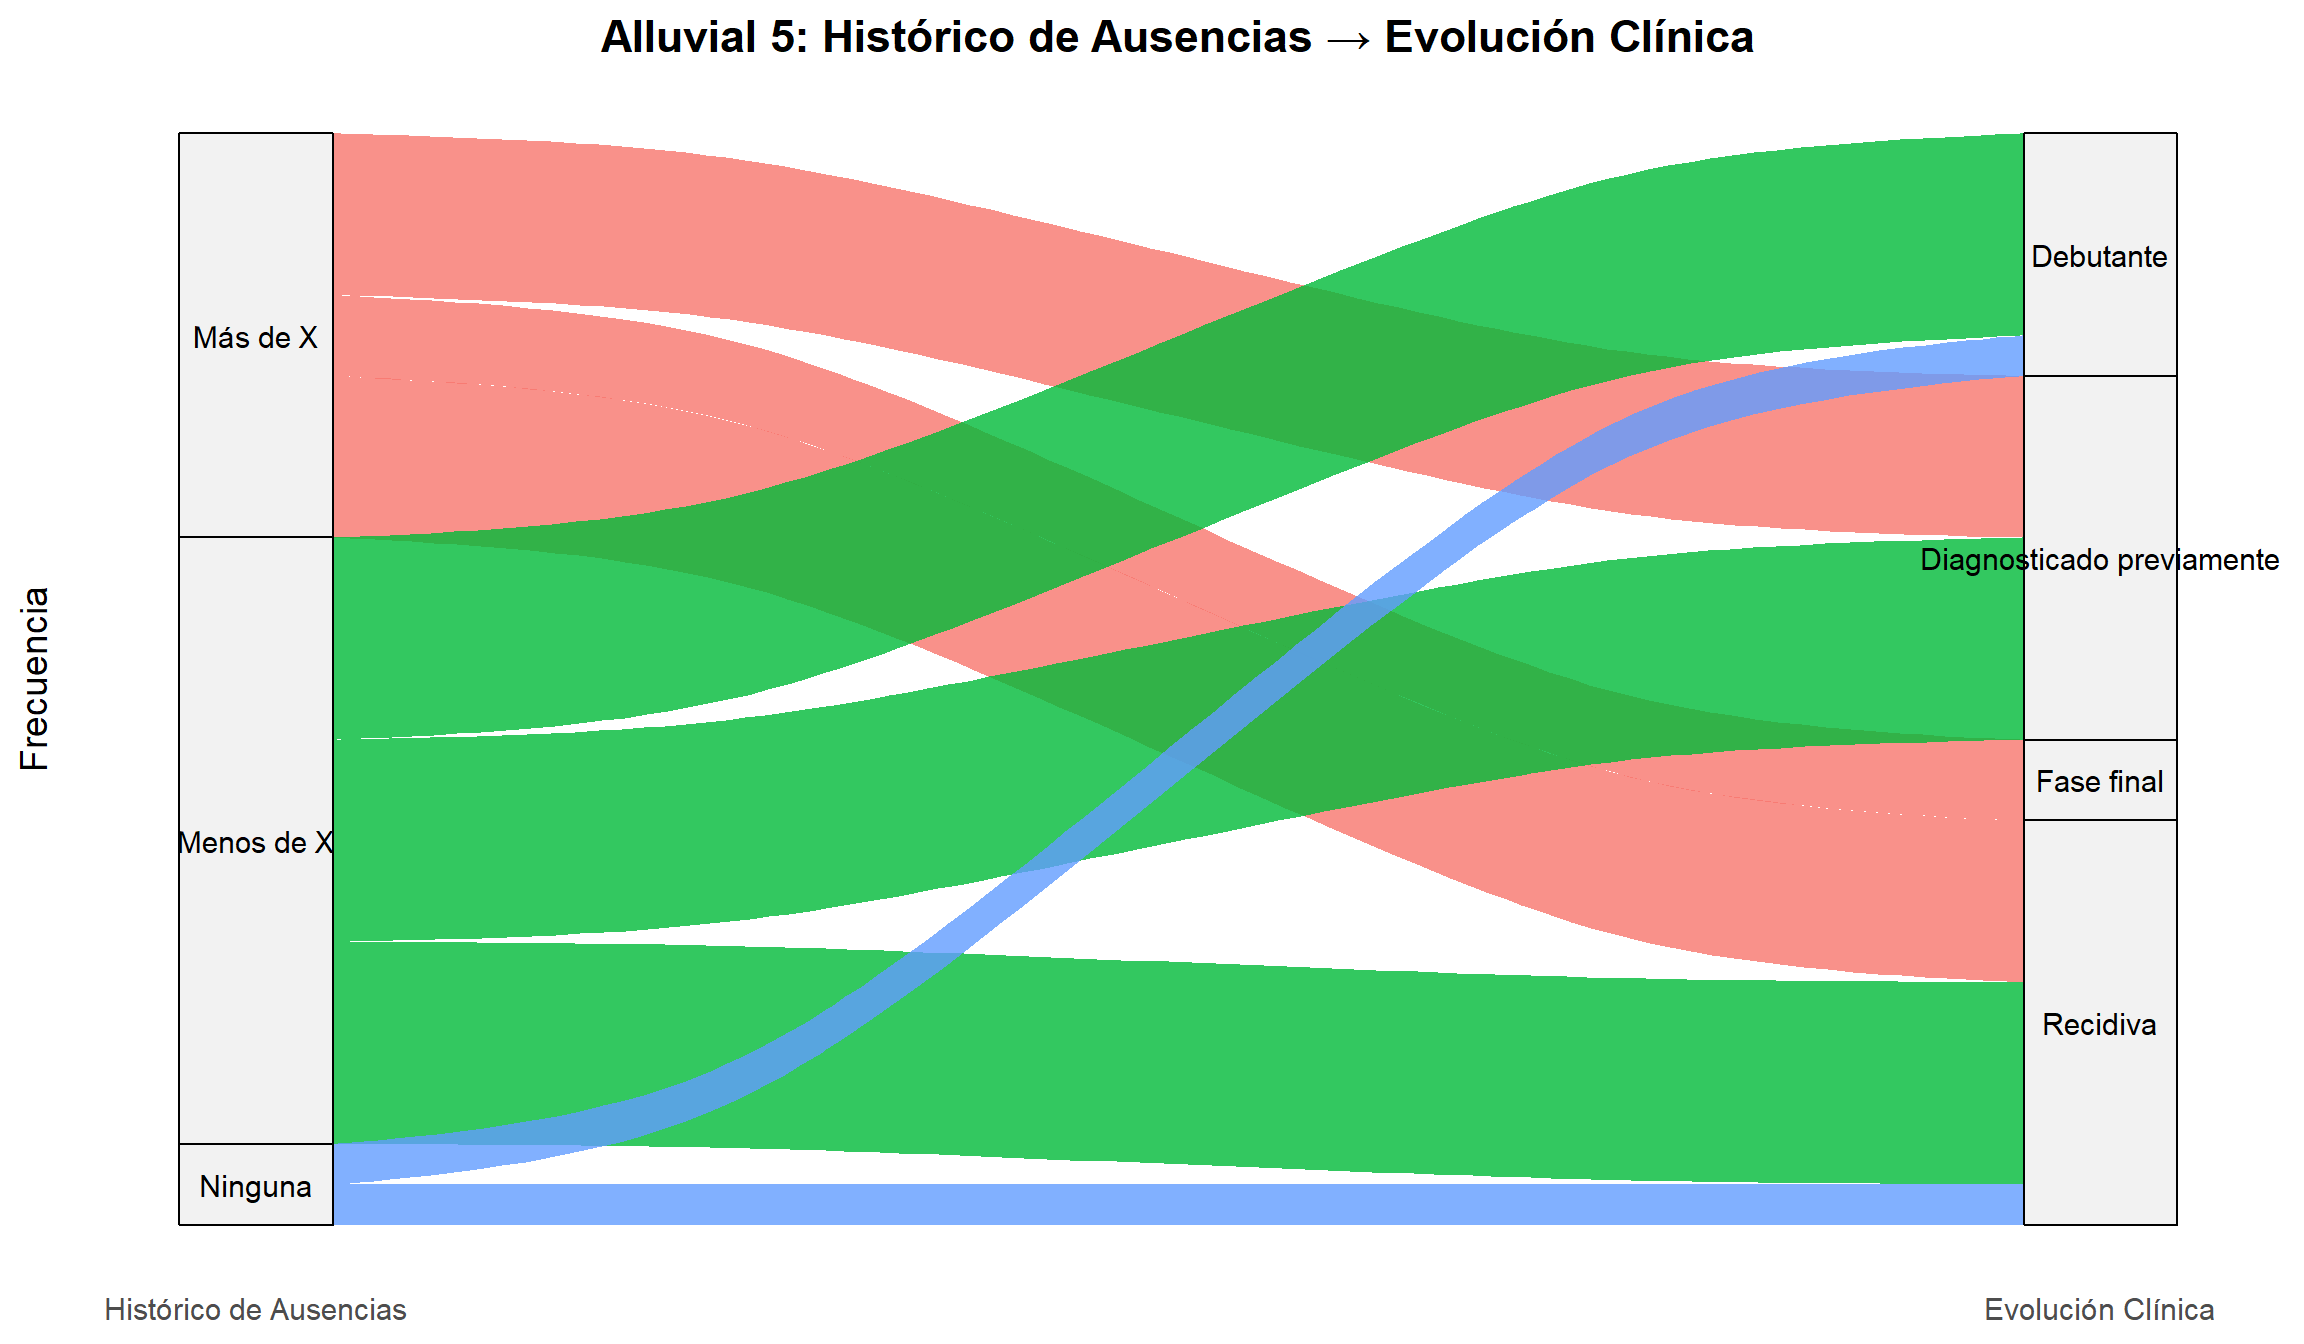 Alluvial 5: Histórico de Ausencias → Evolución Clínica
Frecuencia
Más de X
Menos de X
Ninguna
Debutante
Diagnosticado previamente
Fase final
Recidiva
Histórico de Ausencias
Evolución Clínica